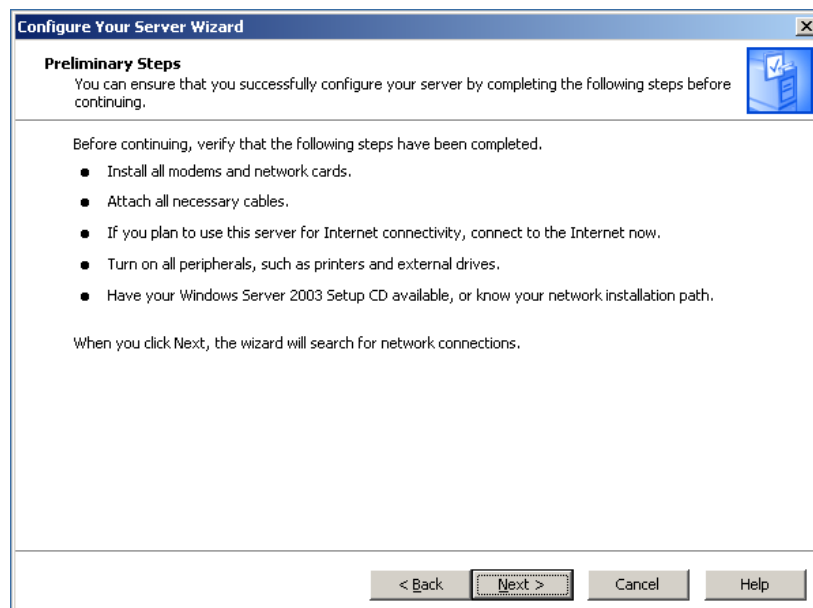 Configure Your Server Wizard
Preliminary Steps
You can ensure that you successfully configure your server by completing the following steps before
continuing.
Before continuing, verify that the following steps have been completed.
Install all modems and network cards.
Attach all necessary cables.
If you plan to use this server for Internet connectivity, connect to the Internet now.
Turn on all peripherals, such as printers and external drives.
Have your Windows Server 2003 Setup CD available, or know your network installation path.
When you click Next, the wizard will search for network connections.
< Back Next > Cancel Help